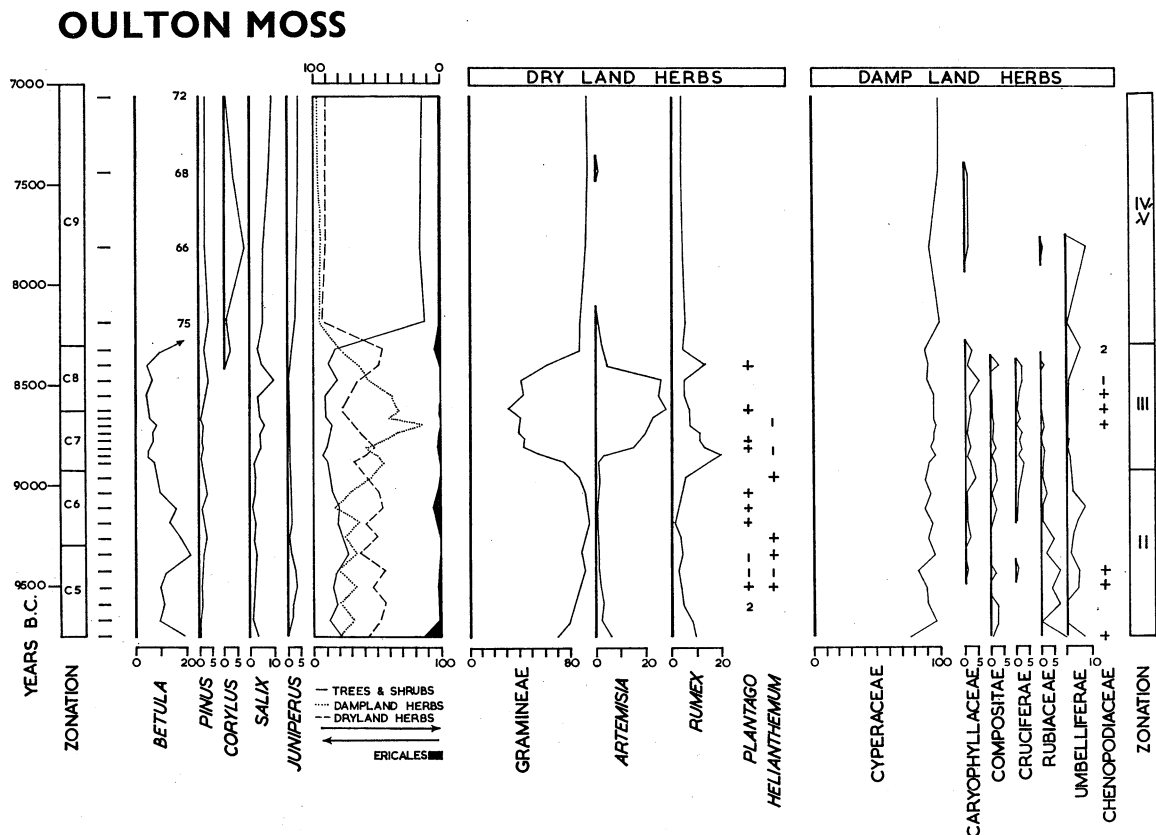 OULTON MOSS
100 0
DRY LAND HERBS
DAMP LAND HERBS
7000
7500
8000
8500
9000
9500
YEARS B.C.
C9
C8
C7
C6
C5
ZONATION
72
68
66
75
0 20
BETULA
0 5
PINUS
0 5
CORYLUS
0 10
SALIX
0 5
JUNIPERUS
0 100
TREES & SHRUBS
DAMPLAND HERBS
DRYLAND HERBS
ERICALES
0 80
GRAMINEAE
0 20
ARTEMISIA
0 20
RUMEX
+
+
+
+
+
+
+
–
–
+
2
PLANTAGO
–
–
+
+
+
–
+
HELIANTHEMUM
0 100
CYPERACEAE
0 5
CARYOPHYLLACEAE
0 5
COMPOSITAE
0 5
CRUCIFERAE
0 5
RUBIACEAE
0 10
UMBELLIFERAE
2
–
+
+
+
+
+
+
CHENOPODIACEAE
IV-V
III
II
ZONATION